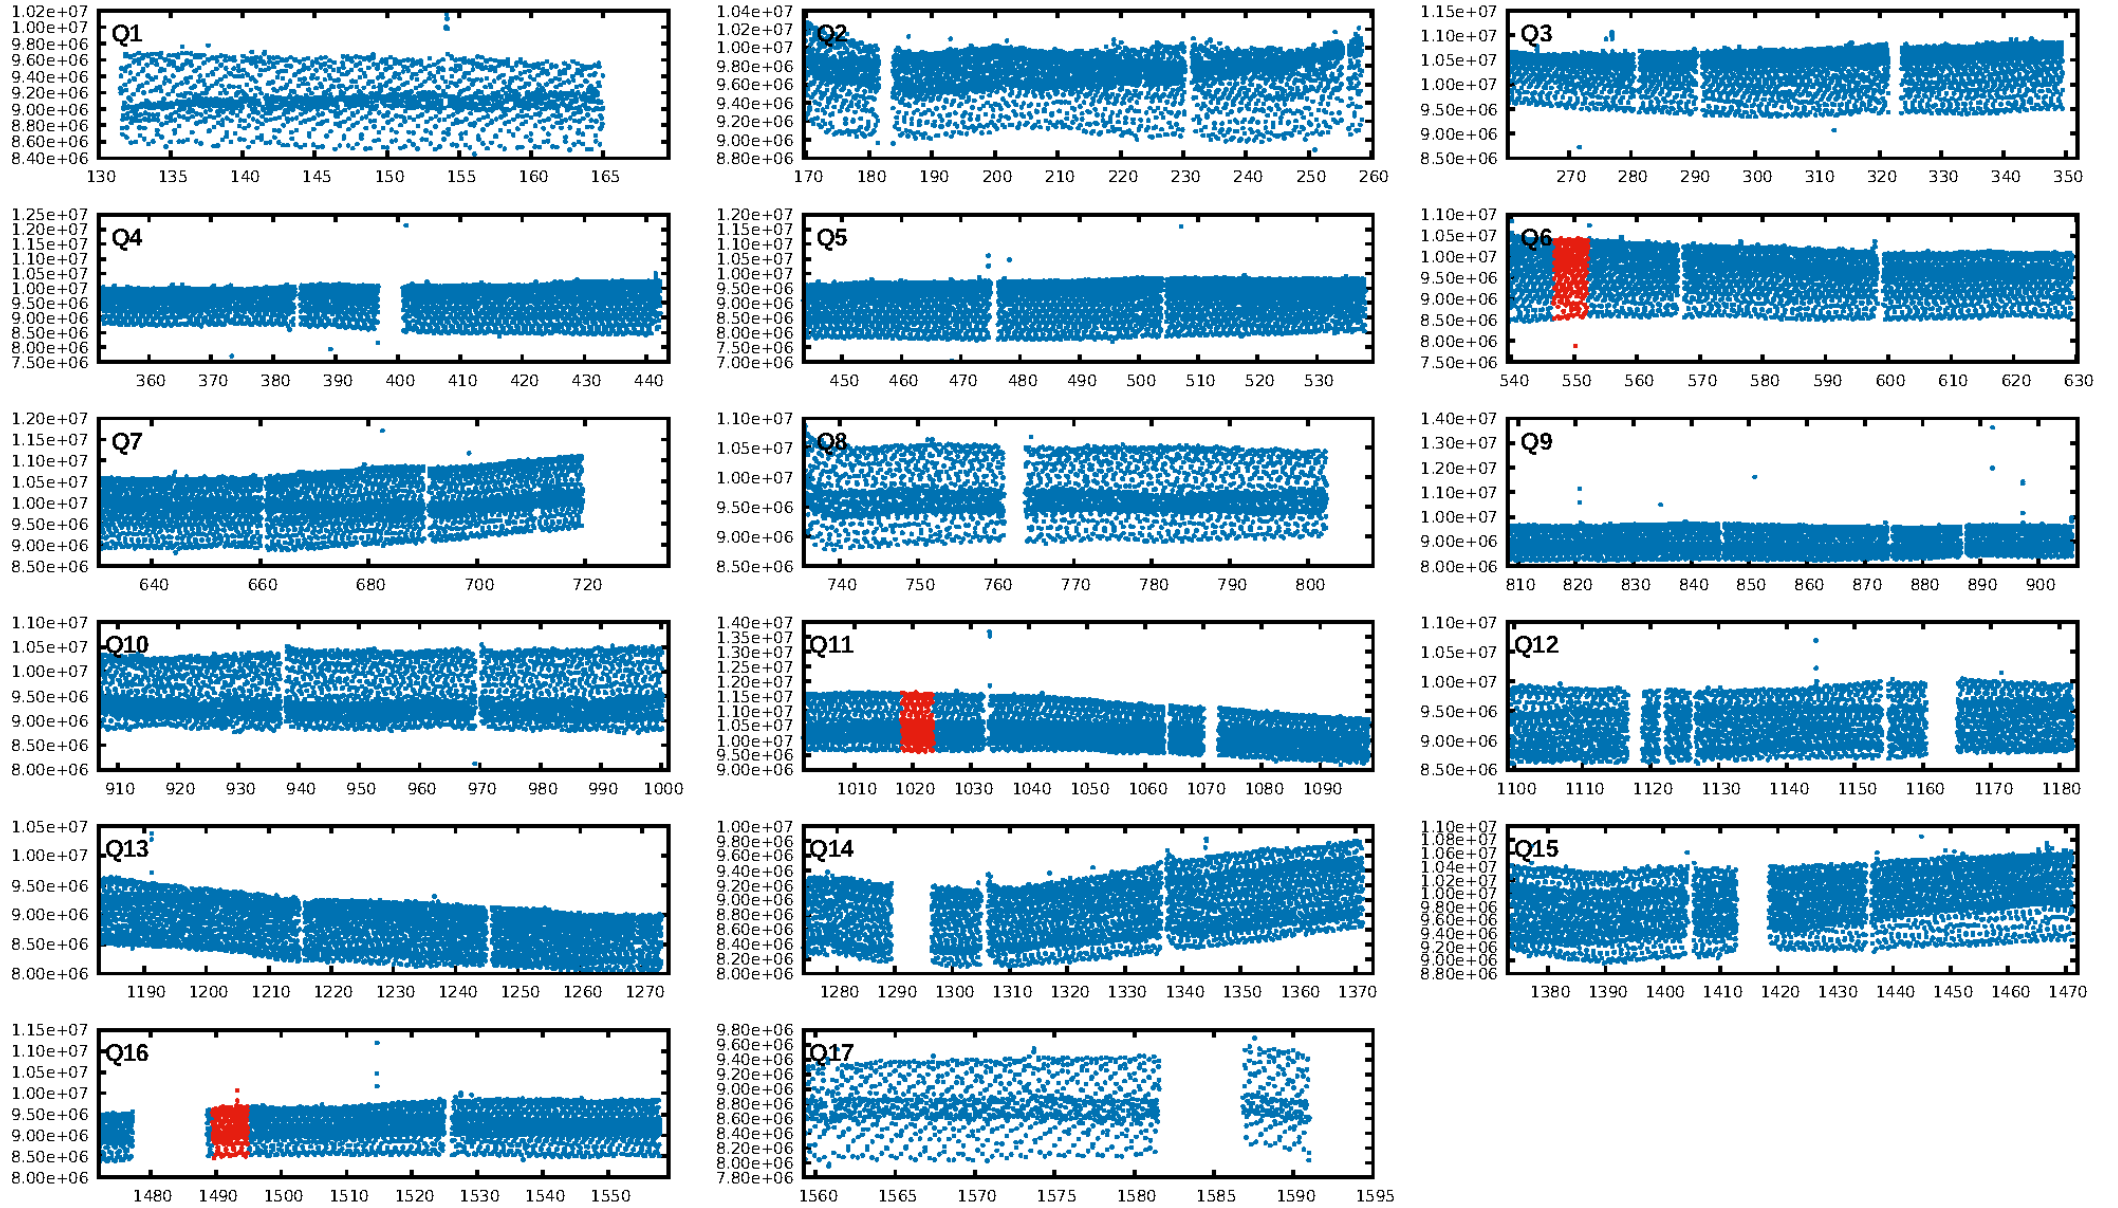 Q1
1.02e+07
1.00e+07
9.80e+06
9.60e+06
9.40e+06
9.20e+06
9.00e+06
8.80e+06
8.60e+06
8.40e+06
130 135 140 145 150 155 160 165
Q2
1.04e+07
1.02e+07
1.00e+07
9.80e+06
9.60e+06
9.40e+06
9.20e+06
9.00e+06
8.80e+06
170 180 190 200 210 220 230 240 250 260
Q3
1.15e+07
1.10e+07
1.05e+07
1.00e+07
9.50e+06
9.00e+06
8.50e+06
270 280 290 300 310 320 330 340 350
Q4
1.25e+07
1.20e+07
1.15e+07
1.10e+07
1.05e+07
1.00e+07
9.50e+06
9.00e+06
8.50e+06
8.00e+06
7.50e+06
360 370 380 390 400 410 420 430 440
Q5
1.20e+07
1.15e+07
1.10e+07
1.05e+07
1.00e+07
9.50e+06
9.00e+06
8.50e+06
8.00e+06
7.50e+06
7.00e+06
450 460 470 480 490 500 510 520 530
Q6
1.10e+07
1.05e+07
1.00e+07
9.50e+06
9.00e+06
8.50e+06
8.00e+06
7.50e+06
540 550 560 570 580 590 600 610 620 630
Q7
1.20e+07
1.15e+07
1.10e+07
1.05e+07
1.00e+07
9.50e+06
9.00e+06
8.50e+06
640 660 680 700 720
Q8
1.10e+07
1.05e+07
1.00e+07
9.50e+06
9.00e+06
8.50e+06
740 750 760 770 780 790 800
Q9
1.40e+07
1.30e+07
1.20e+07
1.10e+07
1.00e+07
9.00e+06
8.00e+06
810 820 830 840 850 860 870 880 890 900
Q10
1.10e+07
1.05e+07
1.00e+07
9.50e+06
9.00e+06
8.50e+06
8.00e+06
910 920 930 940 950 960 970 980 990 1000
Q11
1.40e+07
1.35e+07
1.30e+07
1.25e+07
1.20e+07
1.15e+07
1.10e+07
1.05e+07
1.00e+07
9.50e+06
9.00e+06
1010 1020 1030 1040 1050 1060 1070 1080 1090
Q12
1.10e+07
1.05e+07
1.00e+07
9.50e+06
9.00e+06
8.50e+06
1100 1110 1120 1130 1140 1150 1160 1170 1180
Q13
1.05e+07
1.00e+07
9.50e+06
9.00e+06
8.50e+06
8.00e+06
1190 1200 1210 1220 1230 1240 1250 1260 1270
Q14
1.00e+07
9.80e+06
9.60e+06
9.40e+06
9.20e+06
9.00e+06
8.80e+06
8.60e+06
8.40e+06
8.20e+06
8.00e+06
1280 1290 1300 1310 1320 1330 1340 1350 1360 1370
Q15
1.10e+07
1.08e+07
1.06e+07
1.04e+07
1.02e+07
1.00e+07
9.80e+06
9.60e+06
9.40e+06
9.20e+06
9.00e+06
8.80e+06
1380 1390 1400 1410 1420 1430 1440 1450 1460 1470
Q16
1.15e+07
1.10e+07
1.05e+07
1.00e+07
9.50e+06
9.00e+06
8.50e+06
8.00e+06
1480 1490 1500 1510 1520 1530 1540 1550
Q17
9.80e+06
9.60e+06
9.40e+06
9.20e+06
9.00e+06
8.80e+06
8.60e+06
8.40e+06
8.20e+06
8.00e+06
7.80e+06
1560 1565 1570 1575 1580 1585 1590 1595